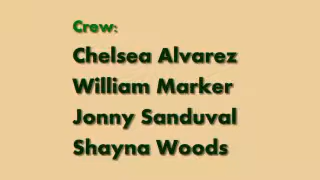 Crew:
Chelsea Alvarez
William Marker
Jonny Sanduval
Shayna Woods